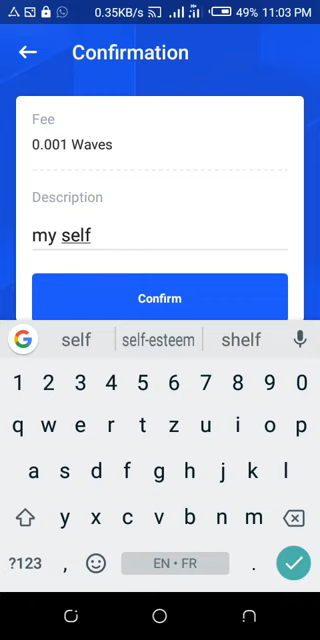 0.35KB/s 49% 11:03 PM
Confirmation
Fee
0.001 Waves
Description
my self
Confirm
self self-esteem shelf
1 2 3 4 5 6 7 8 9 0
q w e r t z u i o p
a s d f g h j k l
y x c v b n m
?123 , EN • FR .